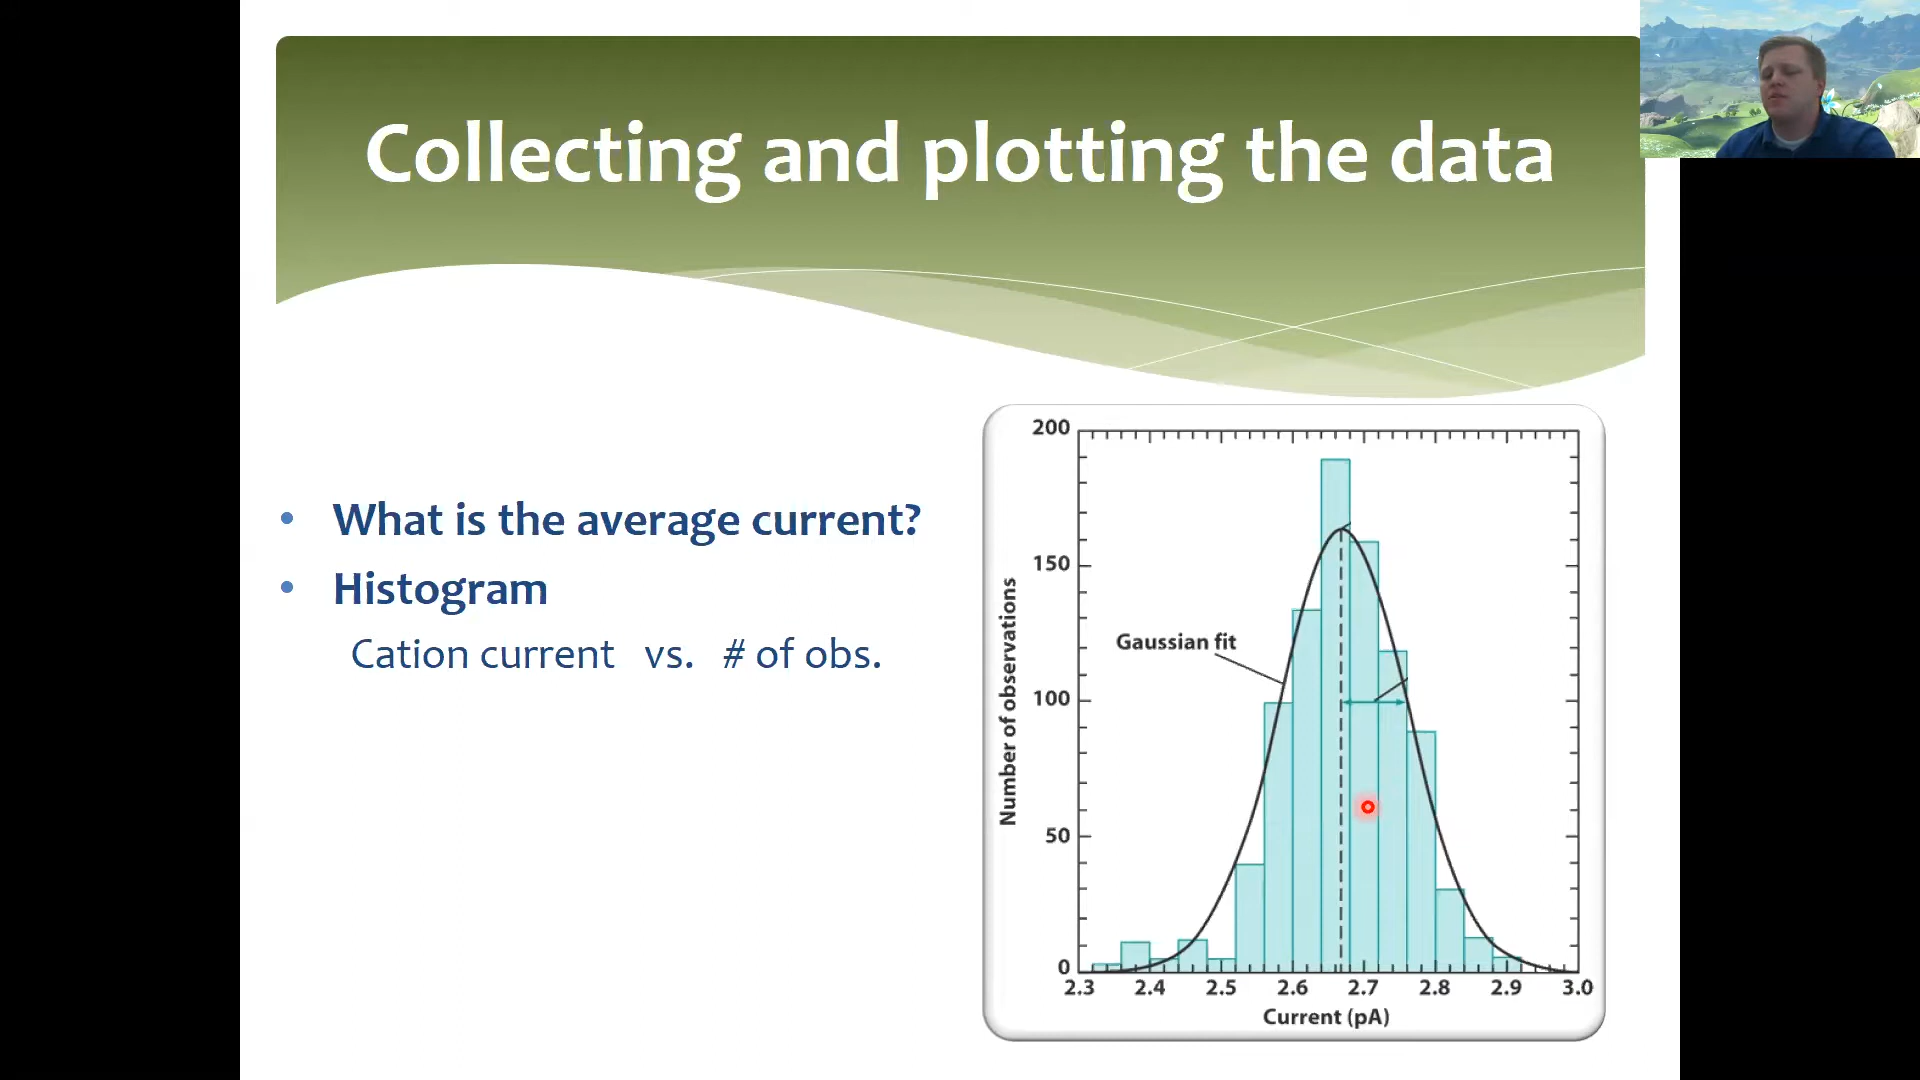 Collecting and plotting the data
• What is the average current?
• Histogram
Cation current vs. # of obs.
200
150
100
50
0
Number of observations
Gaussian fit
2.3 2.4 2.5 2.6 2.7 2.8 2.9 3.0
Current (pA)